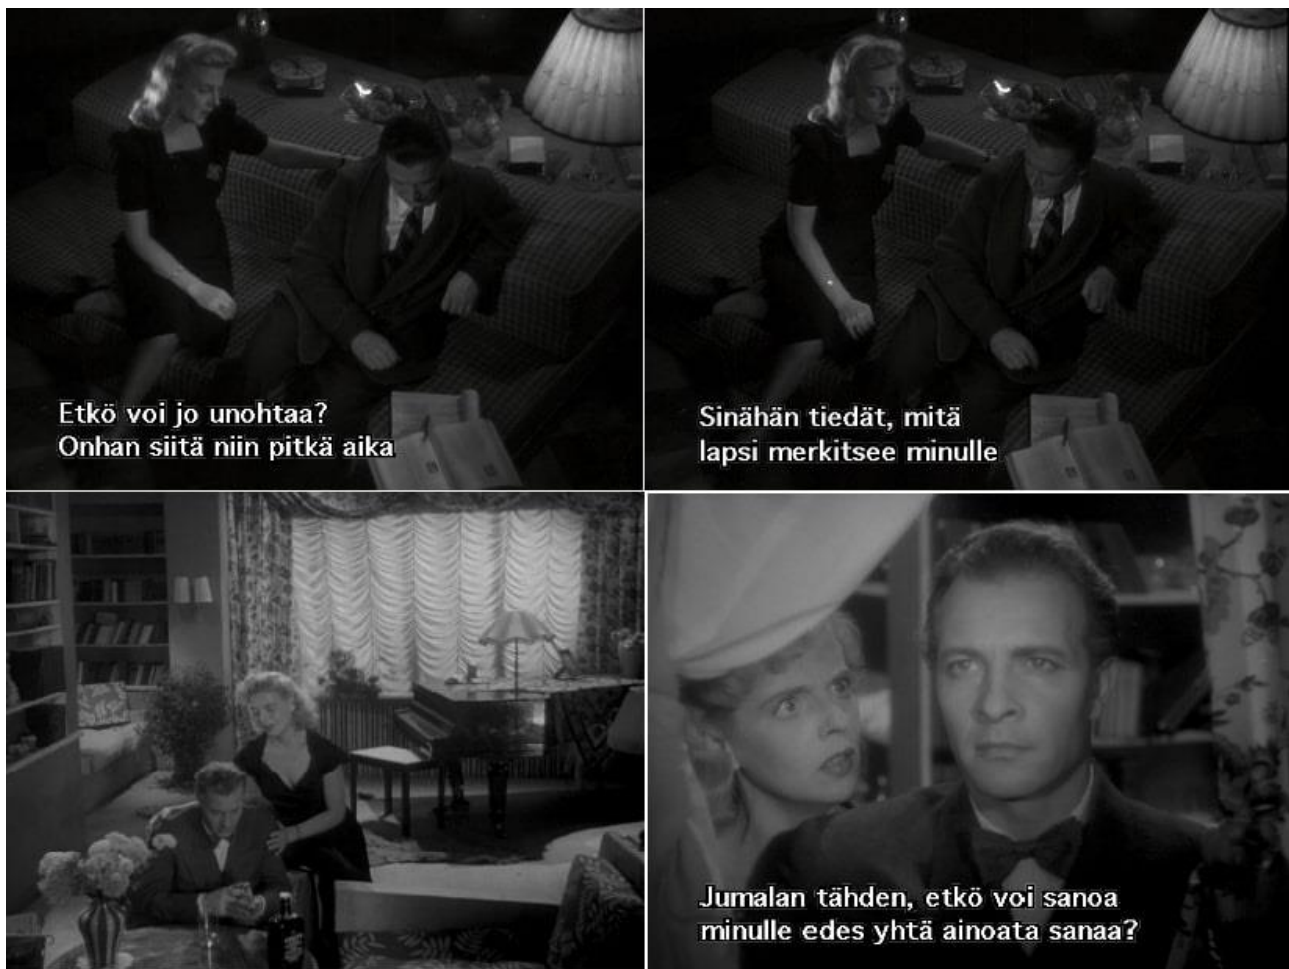 Etkö voi jo unohtaa?
Onhan siitä niin pitkä aika
Sinähän tiedät, mitä
lapsi merkitsee minulle
Jumalan tähden, etkö voi sanoa
minulle edes yhtä ainoata sanaa?